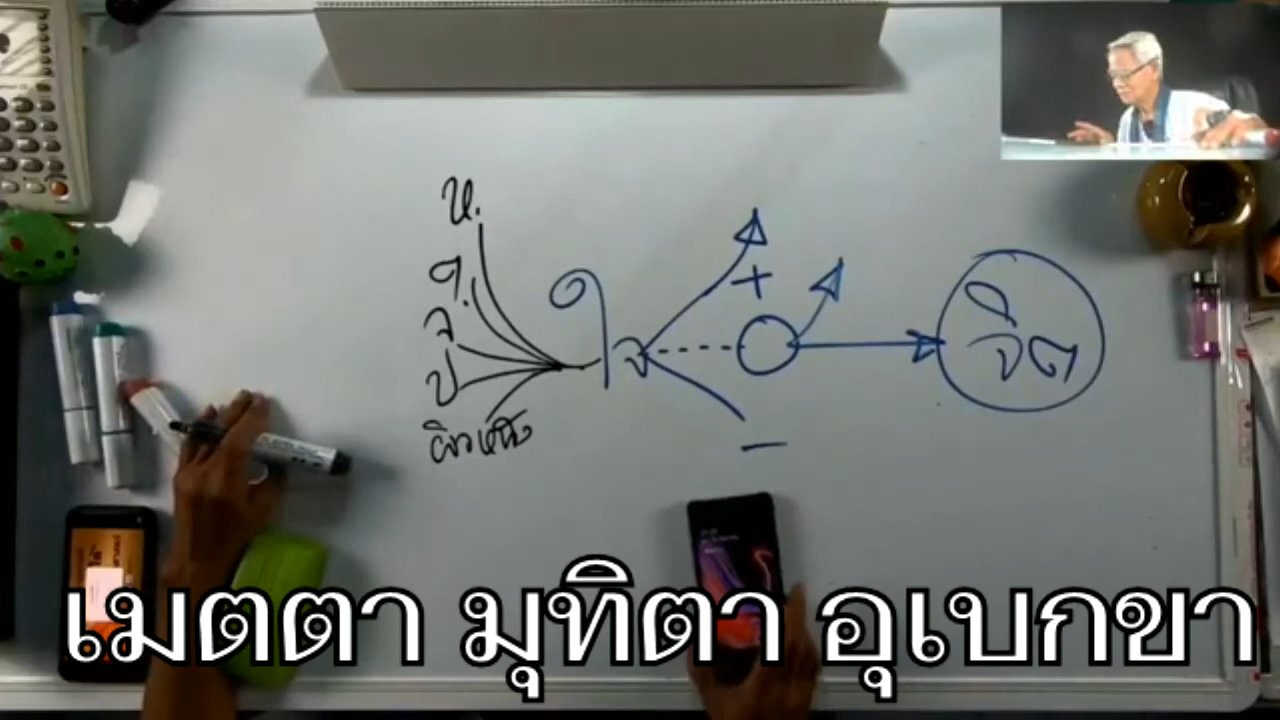 ห.
ต.
จ
ป
ผิวหนัง
จ
+
-
จิต
เมตตา มุทิตา อุเบกขา